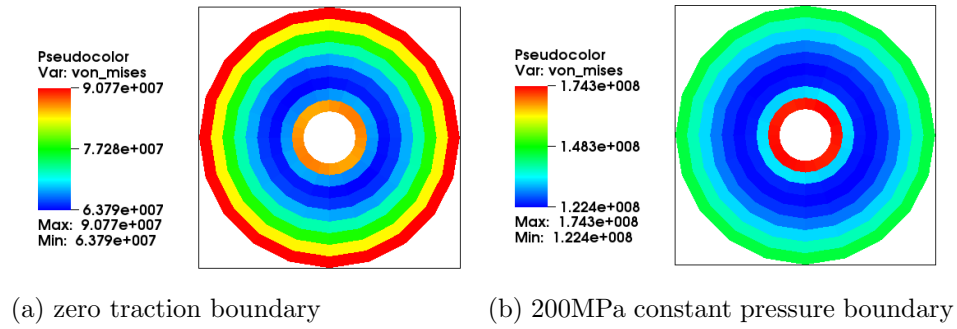 Pseudocolor
Var: von_mises
9.077e+007
7.728e+007
6.379e+007
Max: 9.077e+007
Min: 6.379e+007
Pseudocolor
Var: von_mises
1.743e+008
1.483e+008
1.224e+008
Max: 1.743e+008
Min: 1.224e+008
(a) zero traction boundary
(b) 200MPa constant pressure boundary